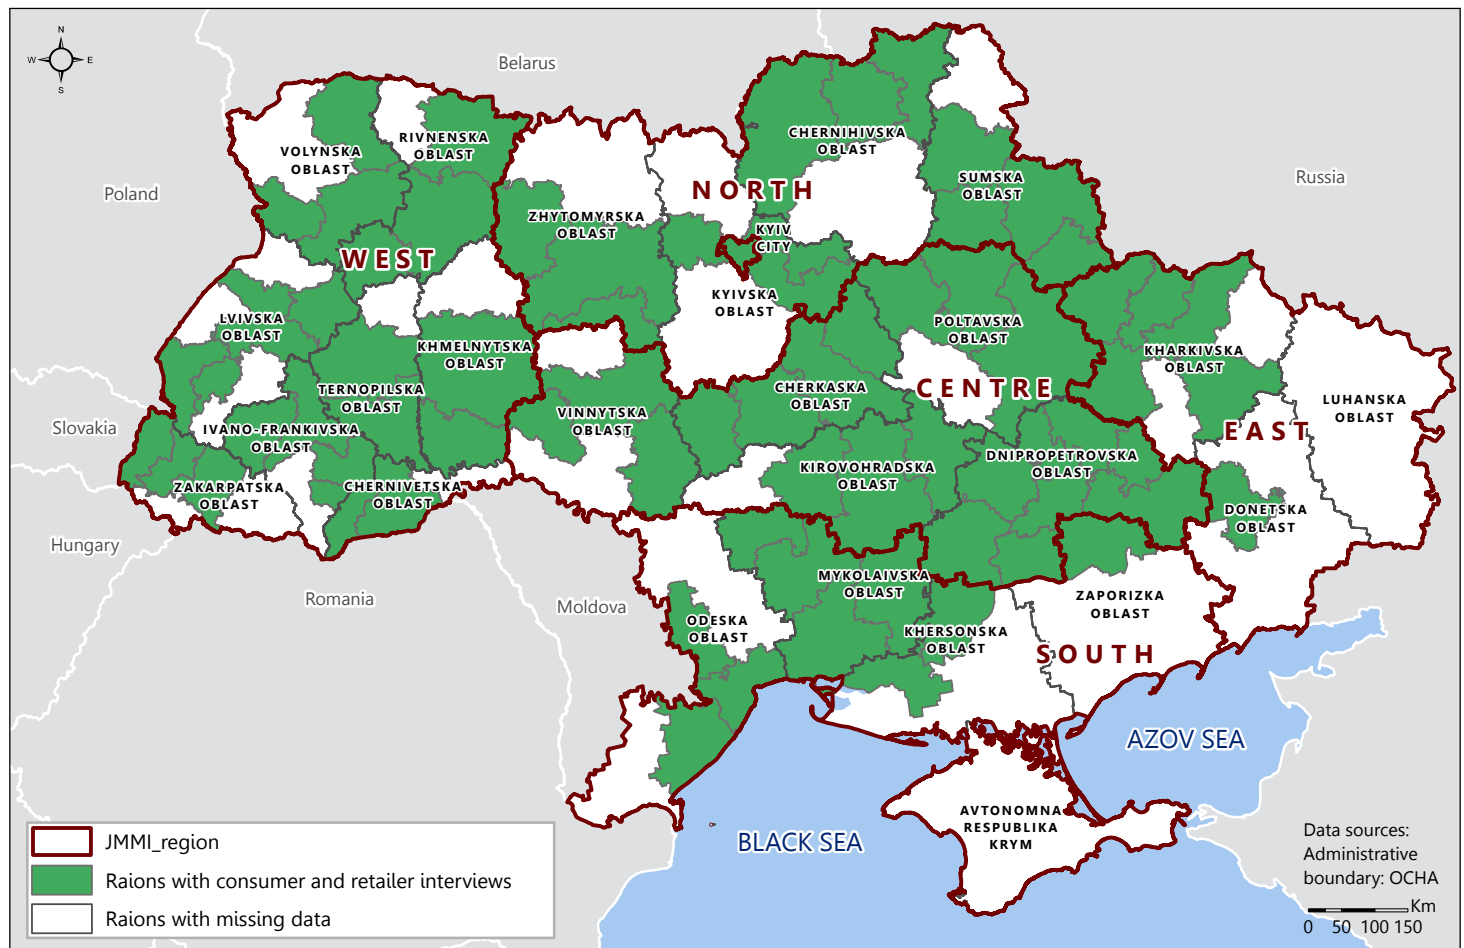 N
W
E
S
Belarus
Poland
Russia
Slovakia
Hungary
Romania
Moldova
VOLYNSKA
OBLAST
RIVNENSKA
OBLAST
ZHYTOMYRSKA
OBLAST
NORTH
CHERNIHIVSKA
OBLAST
SUMSKA
OBLAST
KYIV
CITY
WEST
KYIVSKA
OBLAST
LVIVSKA
OBLAST
KHMELNYTSKA
OBLAST
TERNOPILSKA
OBLAST
IVANO-FRANKIVSKA
OBLAST
ZAKARPATSKA
OBLAST
CHERNIVETSKA
OBLAST
VINNYTSKA
OBLAST
CHERKASKA
OBLAST
POLTAVSKA
OBLAST
CENTRE
KHARKIVSKA
OBLAST
LUHANSKA
OBLAST
EAST
KIROVOHRADSKA
OBLAST
DNIPROPETROVSKA
OBLAST
DONETSKA
OBLAST
MYKOLAIVSKA
OBLAST
ODESKA
OBLAST
KHERSONSKA
OBLAST
ZAPORIZKA
OBLAST
SOUTH
AZOV SEA
BLACK SEA
AVTONOMNA
RESPUBLIKA
KRYM
JMMI_region
Raions with consumer and retailer interviews
Raions with missing data
Data sources:
Administrative
boundary: OCHA
Km
0 50 100 150